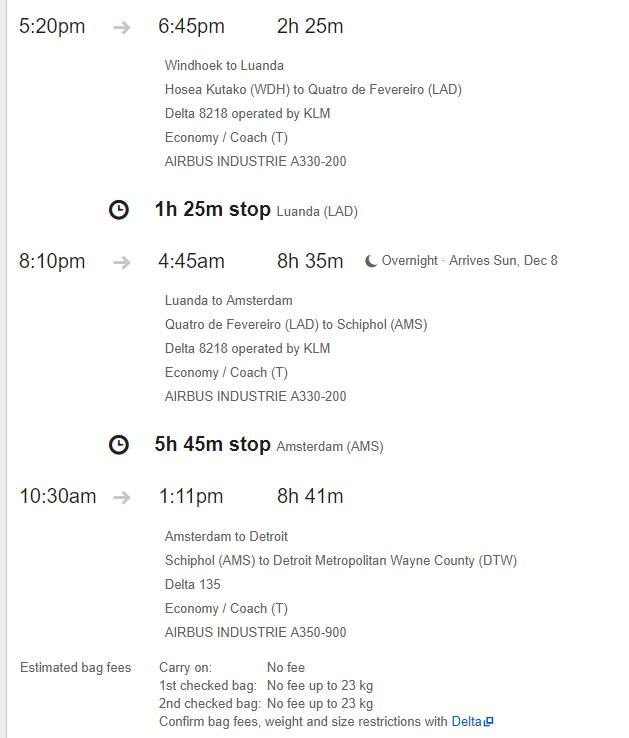 5:20pm → 6:45pm 2h 25m
Windhoek to Luanda
Hosea Kutako (WDH) to Quatro de Fevereiro (LAD)
Delta 8218 operated by KLM
Economy / Coach (T)
AIRBUS INDUSTRIE A330-200
1h 25m stop Luanda (LAD)
8:10pm → 4:45am 8h 35m Overnight · Arrives Sun, Dec 8
Luanda to Amsterdam
Quatro de Fevereiro (LAD) to Schiphol (AMS)
Delta 8218 operated by KLM
Economy / Coach (T)
AIRBUS INDUSTRIE A330-200
5h 45m stop Amsterdam (AMS)
10:30am → 1:11pm 8h 41m
Amsterdam to Detroit
Schiphol (AMS) to Detroit Metropolitan Wayne County (DTW)
Delta 135
Economy / Coach (T)
AIRBUS INDUSTRIE A350-900
Estimated bag fees Carry on: No fee
1st checked bag: No fee up to 23 kg
2nd checked bag: No fee up to 23 kg
Confirm bag fees, weight and size restrictions with Delta